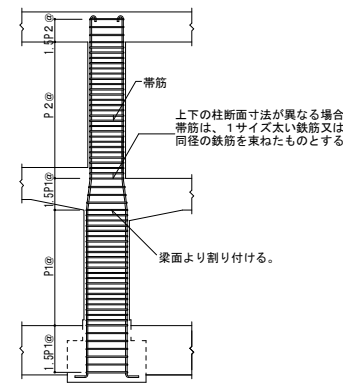 1.5P2@
P2@
帯筋
上下の柱断面寸法が異なる場合
帯筋は、1サイズ太い鉄筋又は
同径の鉄筋を束ねたものとする
1.5P1@
梁面より割り付ける。
P1@
1.5P1@